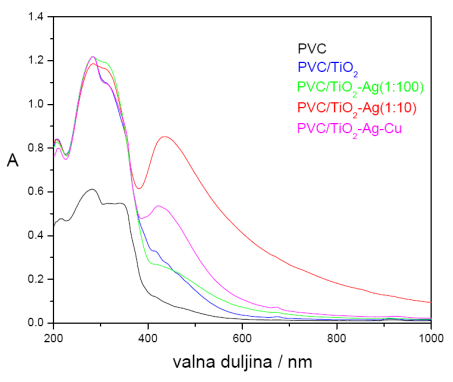 1.4
1.2
1.0
0.8
0.6
0.4
0.2
0.0
A
PVC
PVC/TiO₂
PVC/TiO₂-Ag(1:100)
PVC/TiO₂-Ag(1:10)
PVC/TiO₂-Ag-Cu
200 400 600 800 1000
valna duljina / nm